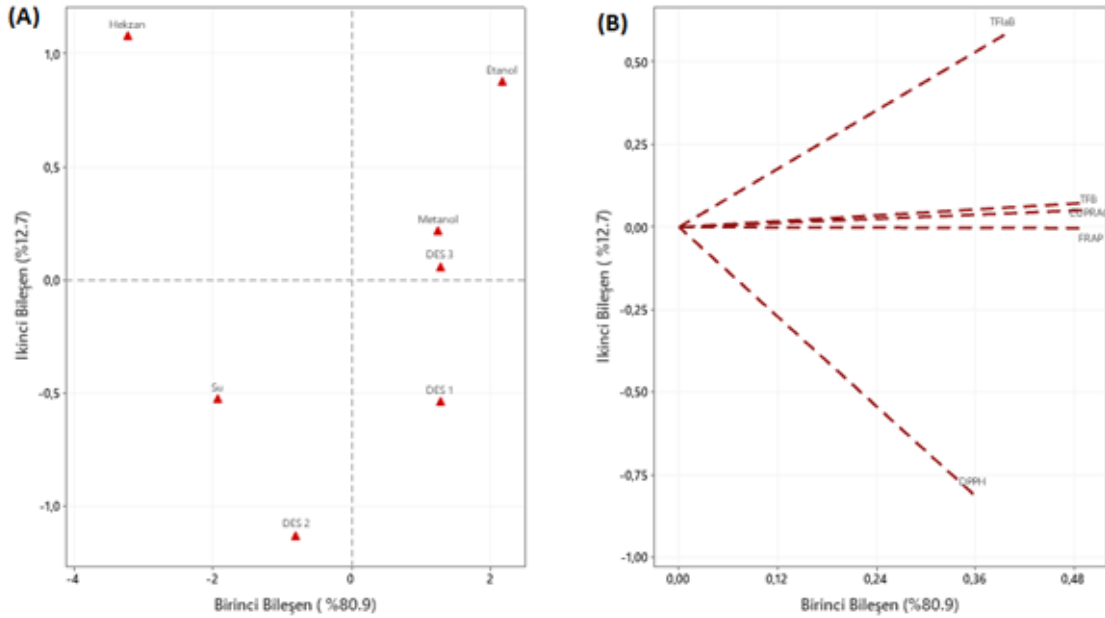 (A)
Hekzan
1,0
Etanol
0,5
Metanol
DES 3
0,0
Su
DES 1
-0,5
DES 2
-1,0
İkinci Bileşen (%12.7)
-4
-2
0
2
Birinci Bileşen ( %80.9)
(B)
TFlaB
0,50
0,25
TFB
CUPRAC
0,00
FRAP
-0,25
-0,50
DPPH
-0,75
-1,00
İkinci Bileşen ( %12.7)
0,00
0,12
0,24
0,36
0,48
Birinci Bileşen (%80.9)